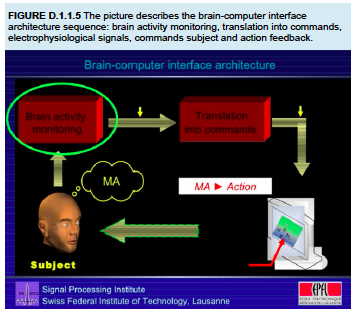 FIGURE D.1.1.5 The picture describes the brain-computer interface
architecture sequence: brain activity monitoring, translation into commands,
electrophysiological signals, commands subject and action feedback.
Brain-computer interface architecture
Brain activity
monitoring
Translation
into commands
MA
MA ► Action
Subject
Signal Processing Institute
Swiss Federal Institute of Technology, Lausanne
EPFL